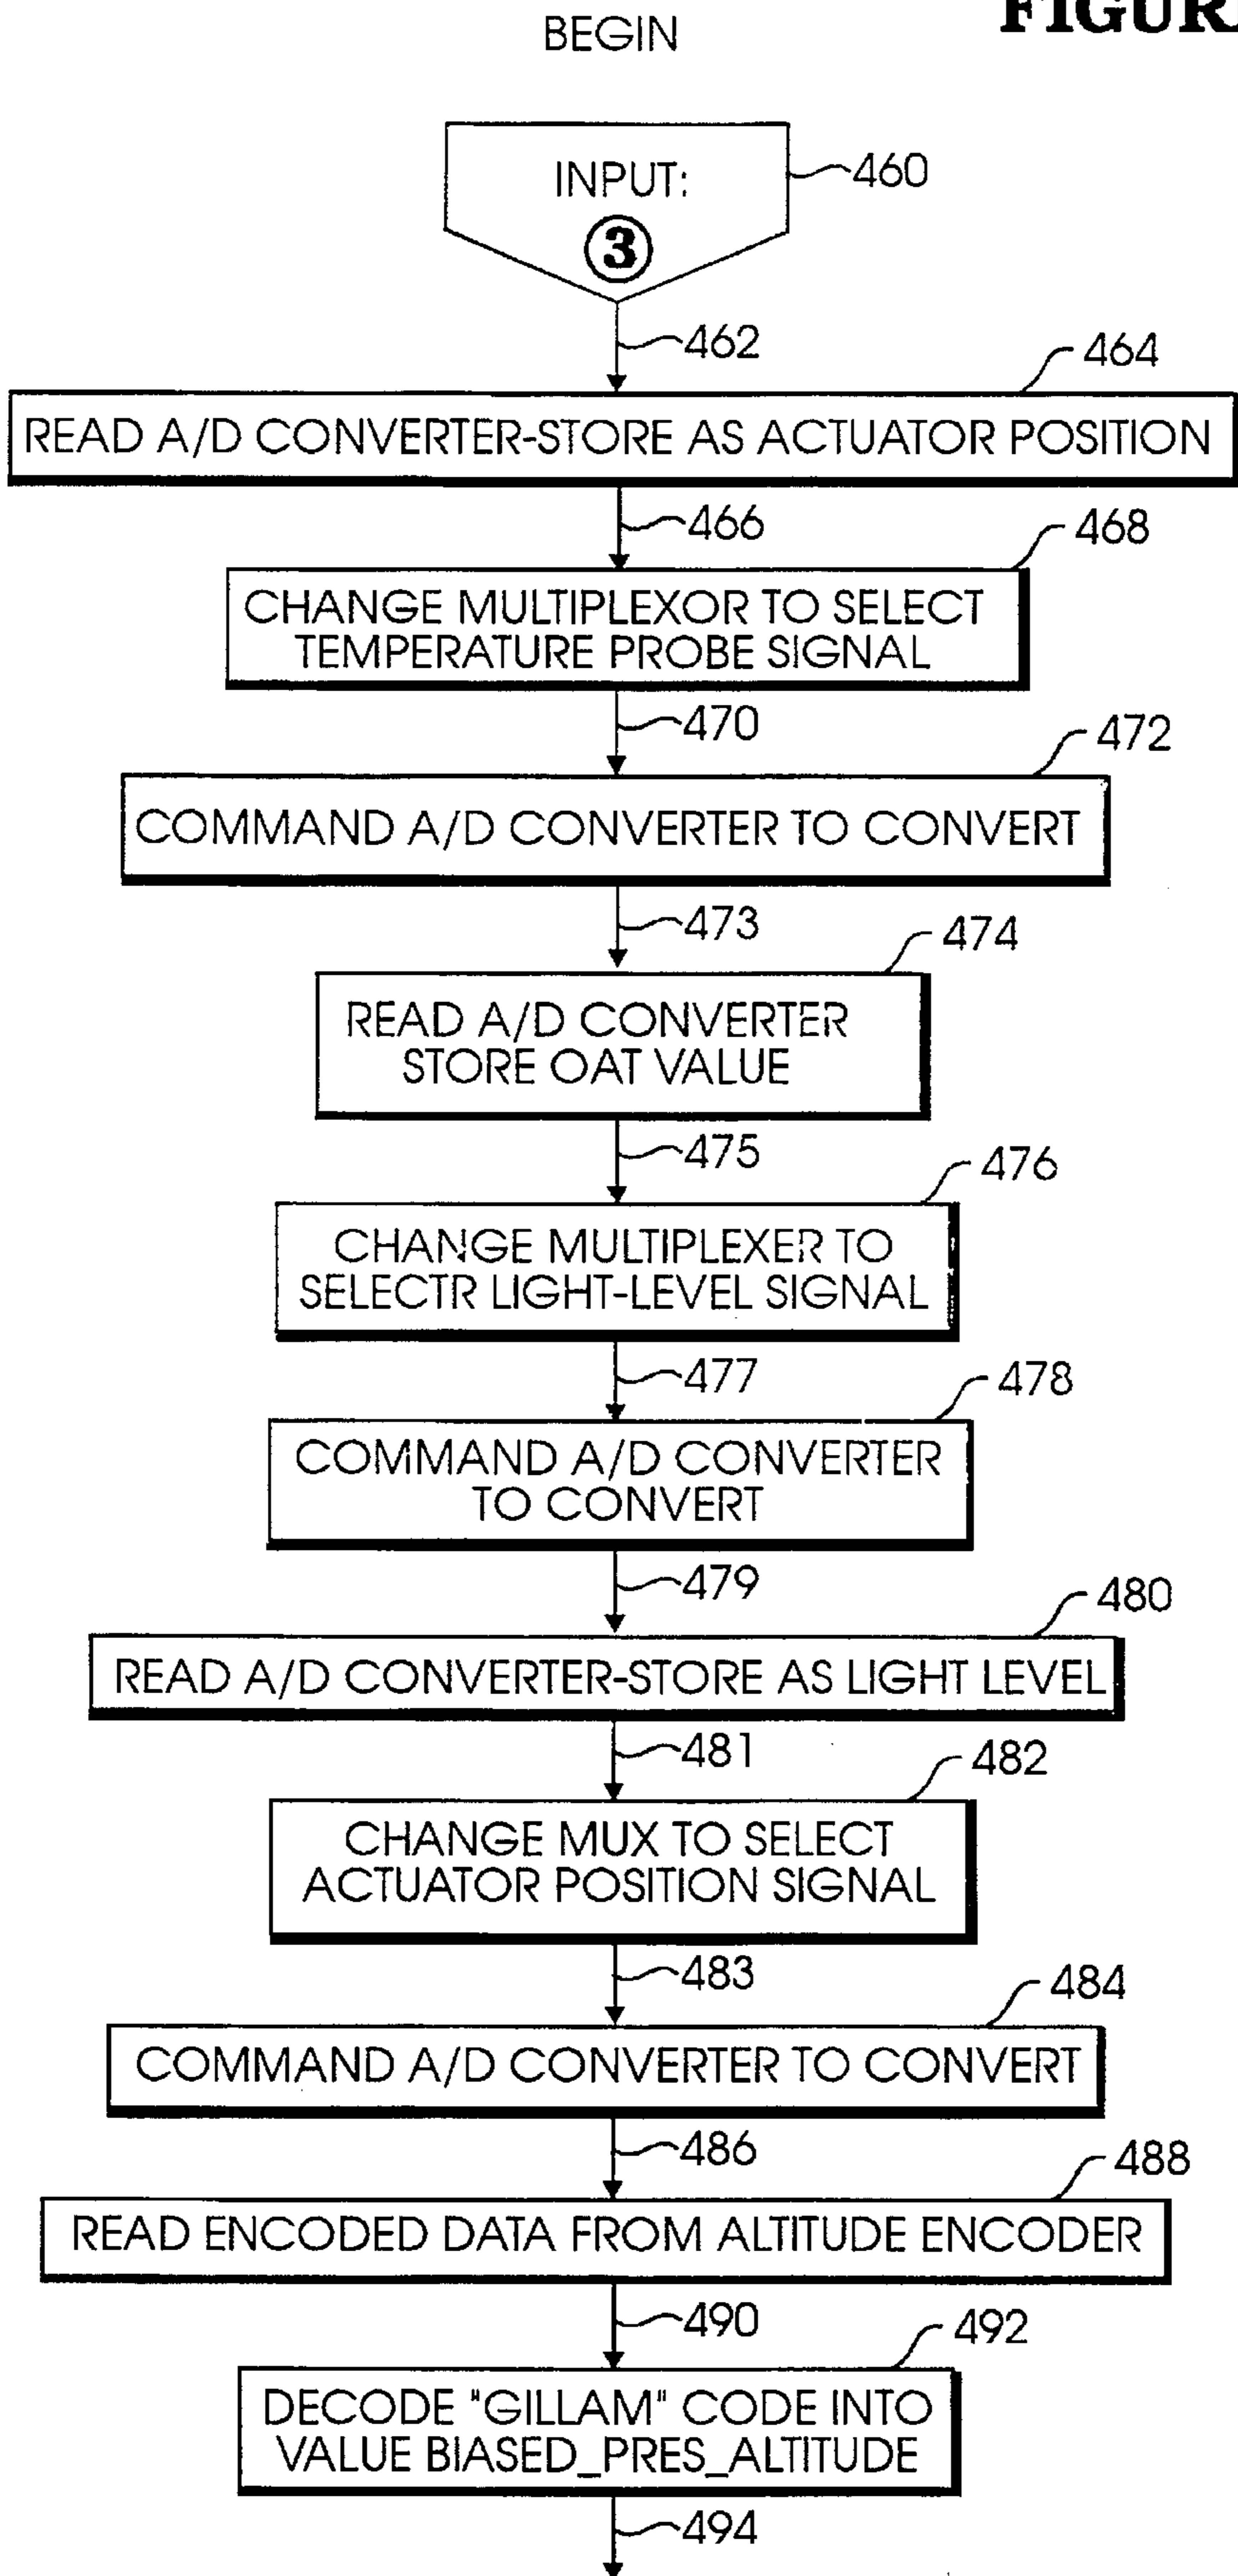 FIGURE
BEGIN
INPUT:
460
3
462
464
READ A/D CONVERTER-STORE AS ACTUATOR POSITION
466
468
CHANGE MULTIPLEXOR TO SELECT
TEMPERATURE PROBE SIGNAL
470
472
COMMAND A/D CONVERTER TO CONVERT
473
474
READ A/D CONVERTER
STORE OAT VALUE
475
476
CHANGE MULTIPLEXER TO
SELECTR LIGHT-LEVEL SIGNAL
477
478
COMMAND A/D CONVERTER
TO CONVERT
479
480
READ A/D CONVERTER-STORE AS LIGHT LEVEL
481
482
CHANGE MUX TO SELECT
ACTUATOR POSITION SIGNAL
483
484
COMMAND A/D CONVERTER TO CONVERT
486
488
READ ENCODED DATA FROM ALTITUDE ENCODER
490
492
DECODE "GILLAM" CODE INTO
VALUE BIASED_PRES_ALTITUDE
494